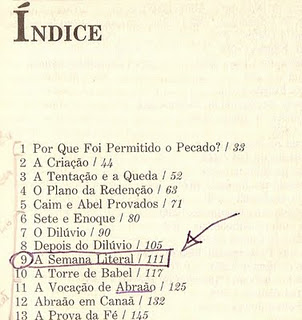 ÍNDICE
1 Por Que Foi Permitido o Pecado? / 33
2 A Criação / 44
3 A Tentação e a Queda / 52
4 O Plano da Redenção / 63
5 Caim e Abel Provados / 71
6 Sete e Enoque / 80
7 O Dilúvio / 90
8 Depois do Dilúvio / 105
9 A Semana Literal / 111
10 A Torre de Babel / 117
11 A Vocação de Abraão / 125
12 Abraão em Canaã / 132
13 A Prova da Fé / 145